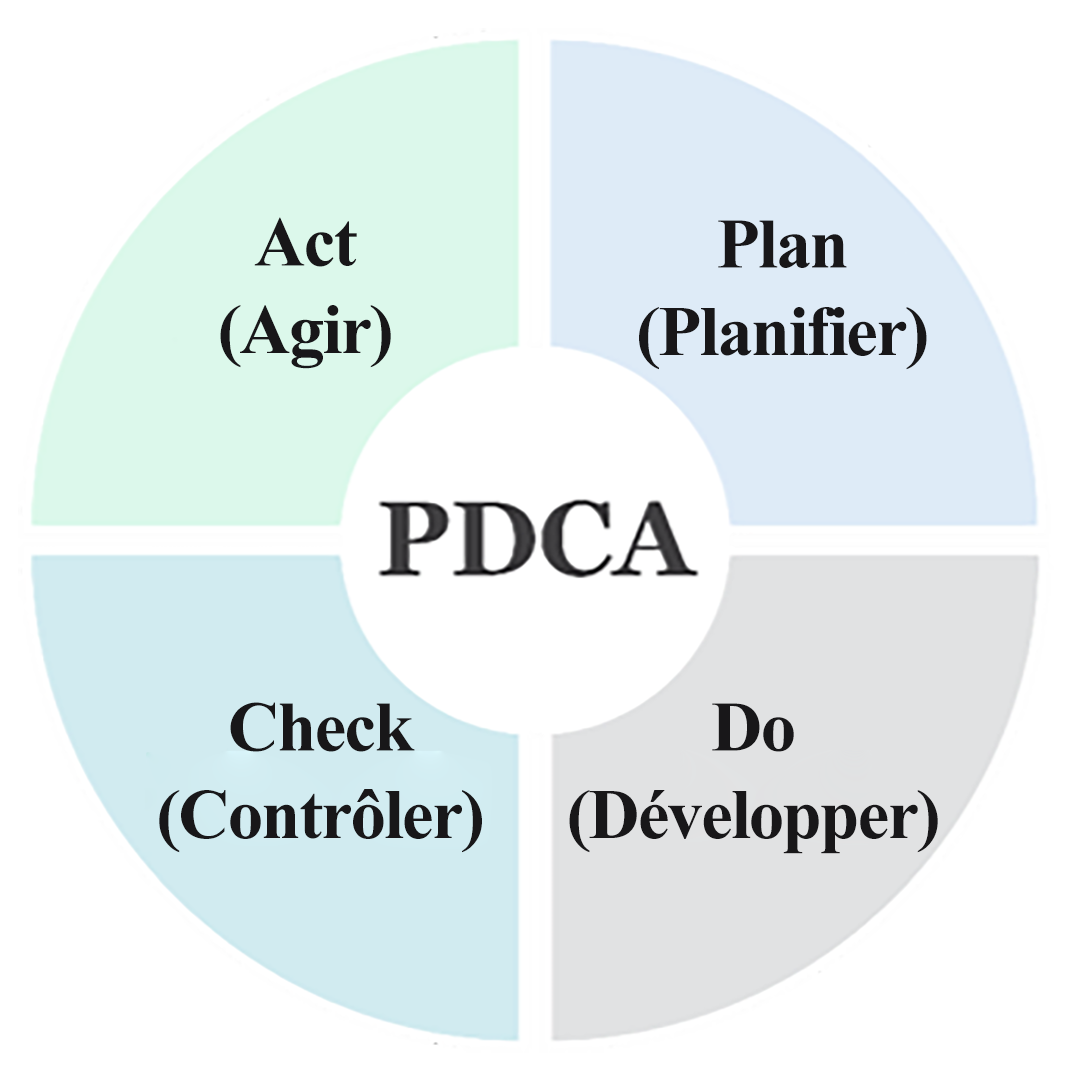 Act
(Agir)
Plan
(Planifier)
PDCA
Check
(Contrôler)
Do
(Développer)